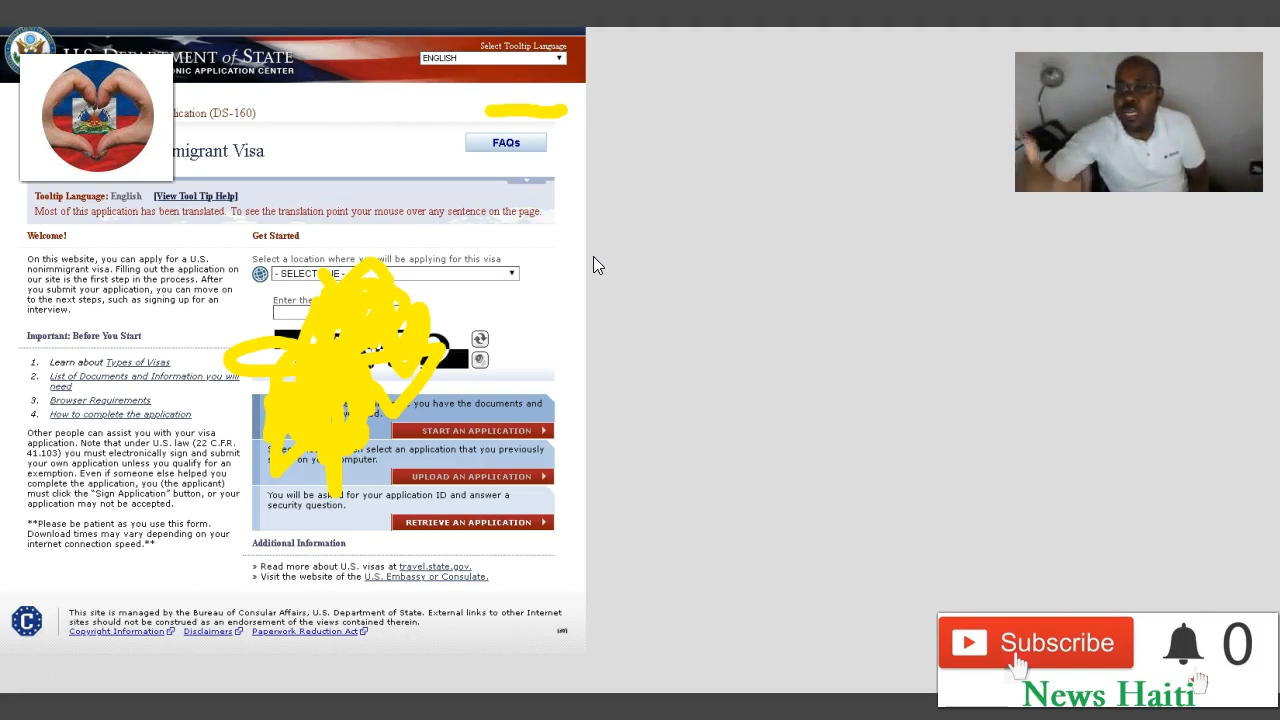 U.S. DEPARTMENT of STATE
ONIC APPLICATION CENTER
Select Tooltip Language
ENGLISH
lication (DS-160)
migrant Visa
FAQs
Tooltip Language: English [View Tool Tip Help]
Most of this application has been translated. To see the translation point your mouse over any sentence on the page.
Welcome!
On this website, you can apply for a U.S.
nonimmigrant visa. Filling out the application on
our site is the first step in the process. After
you submit your application, you can move on
to the next steps, such as signing up for an
interview.
Important: Before You Start
1. Learn about Types of Visas
2. List of Documents and Information you will
need
3. Browser Requirements
4. How to complete the application
Other people can assist you with your visa
application. Note that under U.S. law (22 C.F.R.
41.103) you must electronically sign and submit
your own application unless you qualify for an
exemption. Even if someone else helped you
complete the application, you (the applicant)
must click the "Sign Application" button, or your
application may not be accepted.
**Please be patient as you use this form.
Download times may vary depending on your
internet connection speed.**
Get Started
Select a location where you will be applying for this visa
- SELECT ONE -
Enter the
you have the documents and
START AN APPLICATION
select an application that you previously
on your computer.
UPLOAD AN APPLICATION
You will be asked for your application ID and answer a
security question.
RETRIEVE AN APPLICATION
Additional Information
» Read more about U.S. visas at travel.state.gov.
» Visit the website of the U.S. Embassy or Consulate.
This site is managed by the Bureau of Consular Affairs, U.S. Department of State. External links to other Internet
sites should not be construed as an endorsement of the views contained therein.
Copyright Information Disclaimers Paperwork Reduction Act
Subscribe
0
News Haiti